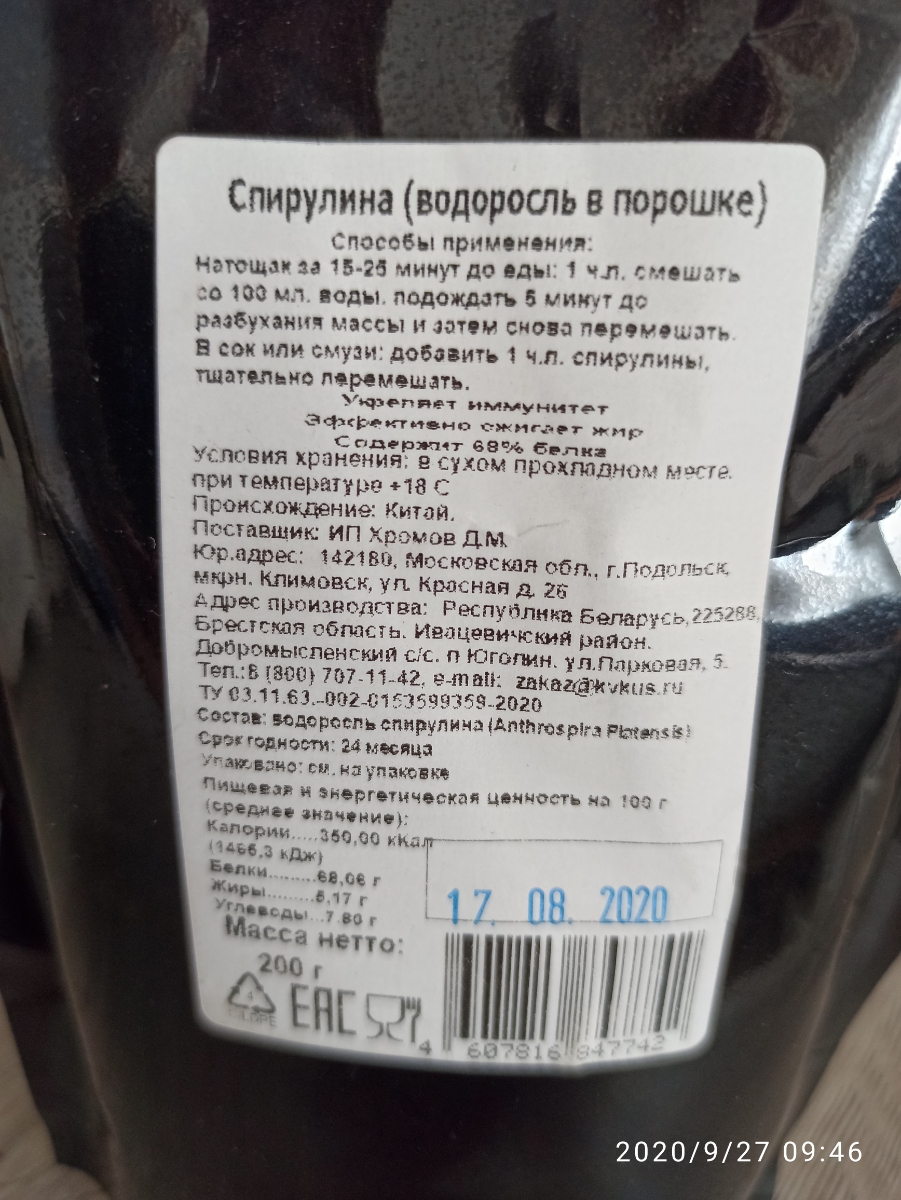 Спирулина (водоросль в порошке)
Способы применения:
Натощак за 15-25 минут до еды: 1 ч.л. смешать
со 100 мл. воды. подождать 5 минут до
разбухания массы и затем снова перемешать.
В сок или смузи: добавить 1 ч.л. спирулины,
тщательно перемешать.
Укрепляет иммунитет
Эффективно сжигает жир
Содержит 68% белка
Условия хранения: в сухом прохладном месте.
при температуре +18 С
Происхождение: Китай.
Поставщик: ИП Хромов Д.М.
Юр.адрес: 142180, Московская обл., г.Подольск,
мкрн. Климовск, ул. Красная д. 26
Адрес производства: Республика Беларусь, 225288,
Брестская область. Ивацевичский район.
Добромысленский с/с. п Юголин. ул.Парковая, 5.
Тел.:8 (800) 707-11-42, e-mail: zakaz@kvkus.ru
ТУ 03.11.63.-002-0153599359-2020
Состав: водоросль спирулина (Anthrospira Platensis)
Срок годности: 24 месяца
Упаковано: см. на упаковке
Пищевая и энергетическая ценность на 100 г
(среднее значение):
Калории.....350,00 кКал
(1466,3 кДж)
Белки.........68,06 г
Жиры.........5,17 г
Углеводы...7.80 г
17. 08. 2020
Масса нетто:
200 г
4
EAC
4 607816 847742
2020/9/27 09:46